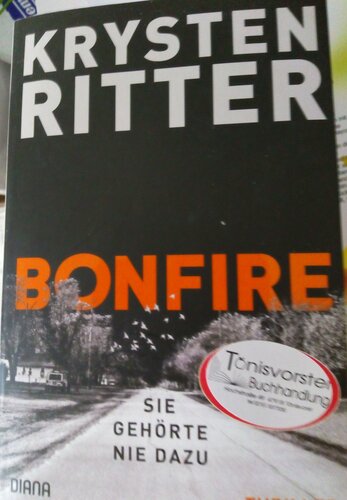 KRYSTEN
RITTER
BONFIRE
Tönisvorster
Buchhandlung
SIE
GEHÖRTE
NIE DAZU
DIANA